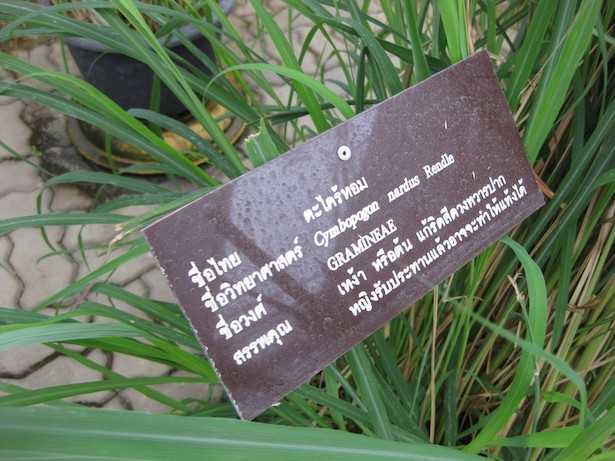 ชื่อไทย ตะไคร้หอม
ชื่อวิทยาศาสตร์ Cymbopogon nardus Rendle
ชื่อวงศ์ GRAMINEAE
สรรพคุณ เหง้า หรือต้น แก้ริดสีดวงทวารปาก
หญิงรับประทานแล้วอาจจะทำให้แท้งได้